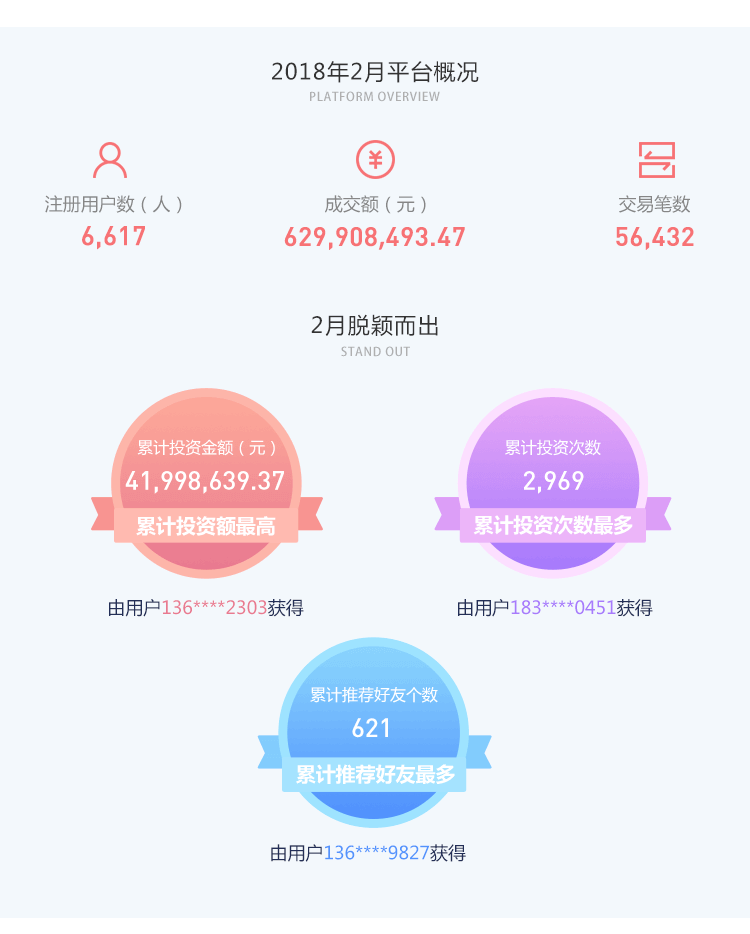 2018年2月平台概况
PLATFORM OVERVIEW
注册用户数（人）
6,617
成交额（元）
629,908,493.47
交易笔数
56,432
2月脱颖而出
STAND OUT
累计投资金额（元）
41,998,639.37
累计投资额最高
由用户136****2303获得
累计投资次数
2,969
累计投资次数最多
由用户183****0451获得
累计推荐好友个数
621
累计推荐好友最多
由用户136****9827获得